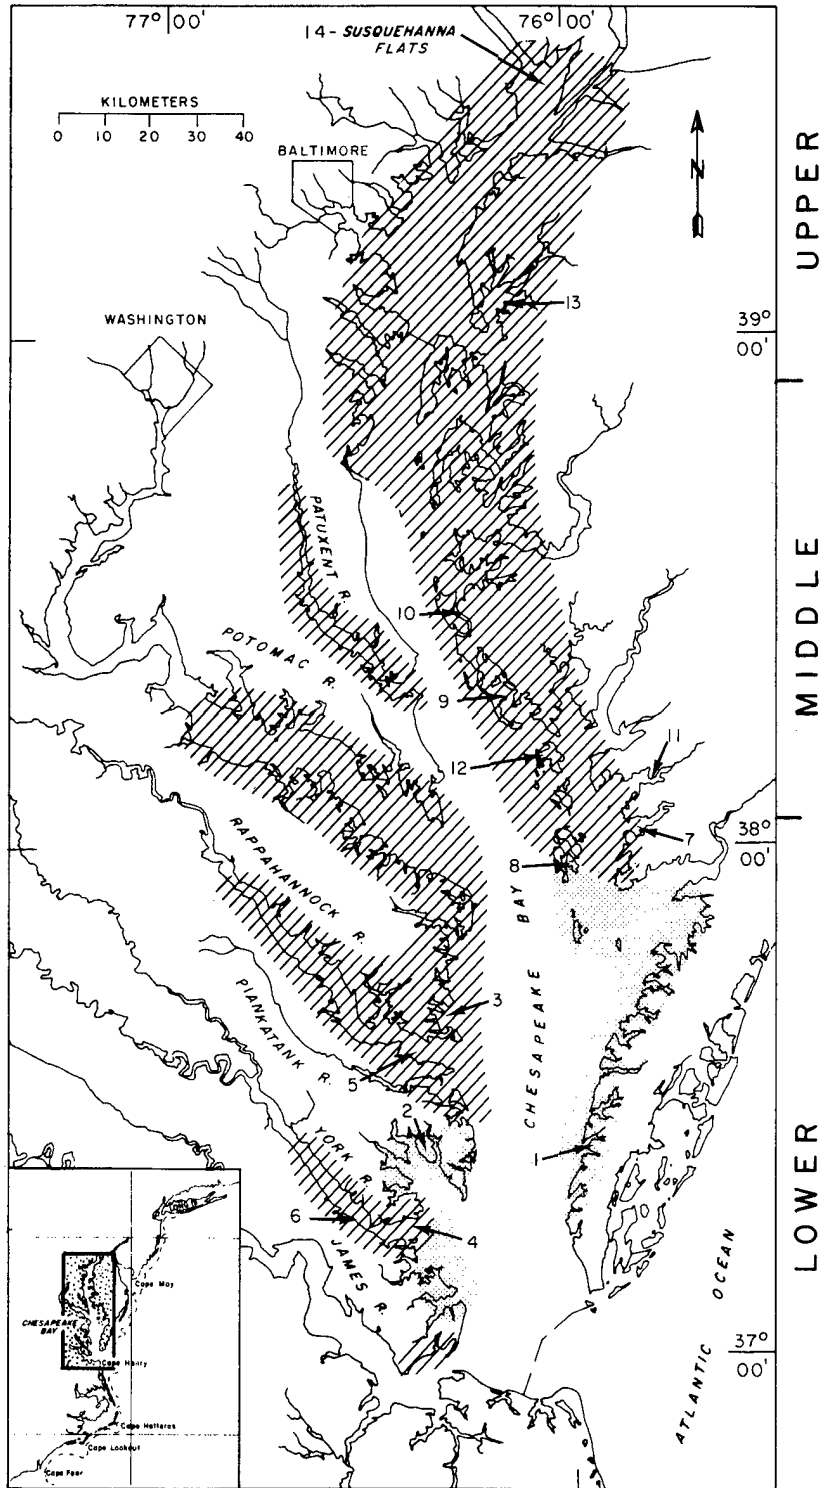 77° 00'
76° 00'
14 - SUSQUEHANNA
FLATS
KILOMETERS
0 10 20 30 40
BALTIMORE
N
UPPER
13
39°
00'
WASHINGTON
PATUXENT R.
MIDDLE
10
POTOMAC R.
9
11
12
38°
00'
7
8
RAPPAHANNOCK R.
CHESAPEAKE BAY
3
PIANKATANK R.
5
2
1
LOWER
YORK R.
6
4
JAMES R.
ATLANTIC OCEAN
37°
00'
Cape May
CHESAPEAKE
BAY
Cape Henry
Cape Hatteras
Cape Lookout
Cape Fear